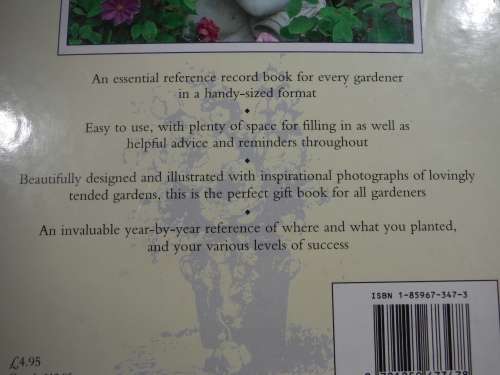 An essential reference record book for every gardener
in a handy-sized format
Easy to use, with plenty of space for filling in as well as
helpful advice and reminders throughout
Beautifully designed and illustrated with inspirational photographs of lovingly
tended gardens, this is the perfect gift book for all gardeners
An invaluable year-by-year reference of where and what you planted,
and your various levels of success
ISBN 1-85967-347-3
£4.95